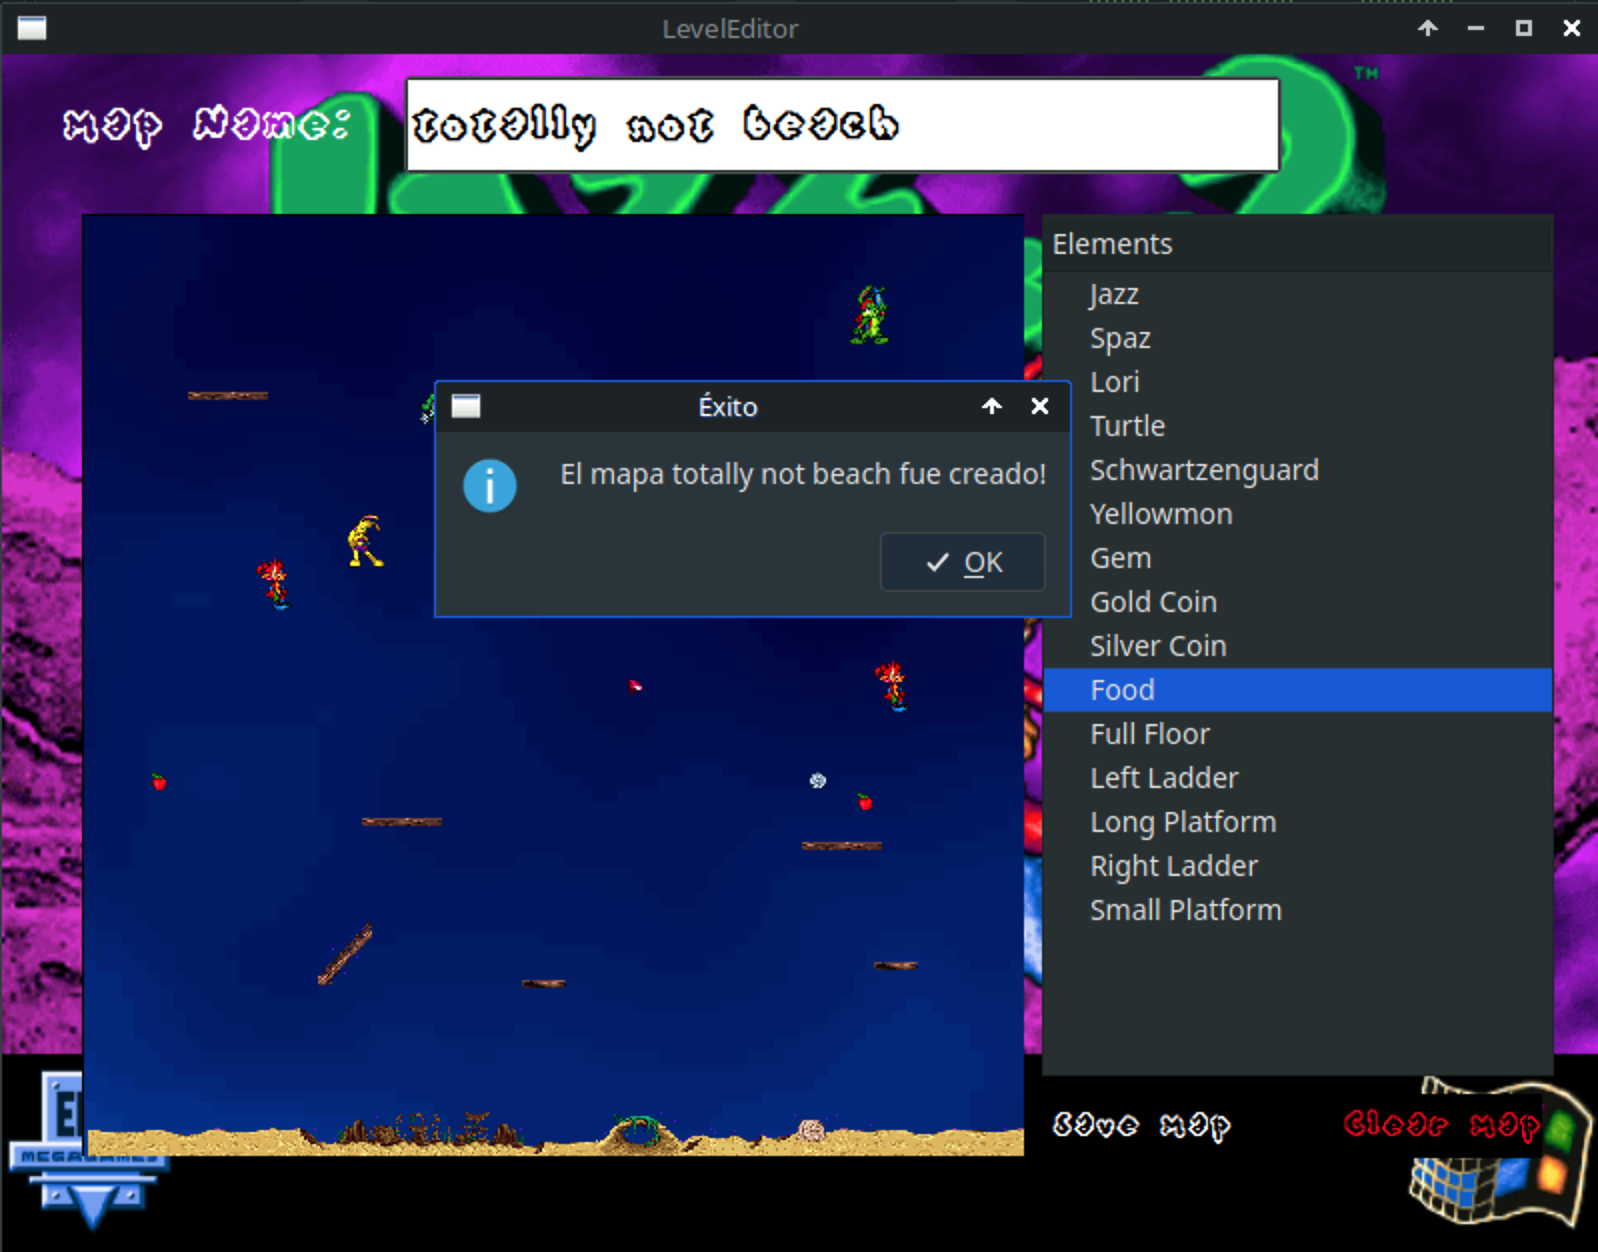 LevelEditor
TM
Map Name:
totally not beach
Elements
Jazz
Spaz
Lori
Turtle
Schwartzenguard
Yellowmon
Gem
Gold Coin
Silver Coin
Food
Full Floor
Left Ladder
Long Platform
Right Ladder
Small Platform
Éxito
El mapa totally not beach fue creado!
OK
Save Map
Clear Map
MEGAGAMES